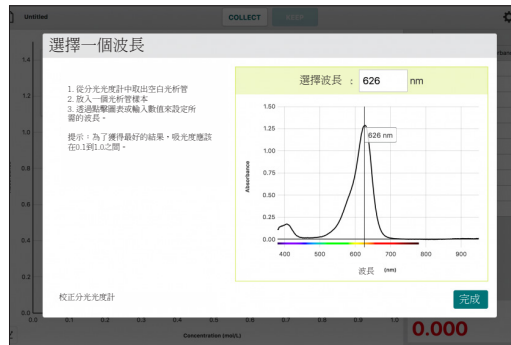 Untitled
COLLECT
KEEP
選擇一個波長
1. 從分光光度計中取出空白光析管
2. 放入一個光析管樣本
3. 透過點擊圖表或輸入數值來設定所
需的波長。
提示：為了獲得最好的結果，吸光度應該
在0.1到1.0之間。
選擇波長 : 626 nm
1.50
1.25
1.00
0.75
0.50
0.25
0.00
Absorbance
626 nm
400 500 600 700 800 900
波長 (nm)
校正分光光度計
完成
1.4
1.2
1.0
0.8
0.6
0.4
0.2
0.0
0.0 0.1 0.2 0.3 0.4 0.5 0.6 0.7 0.8 0.9 1.0
Concentration (mol/L)
0.000